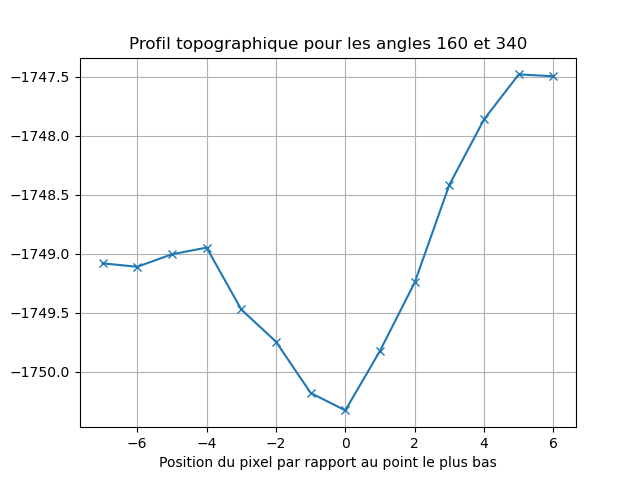 Profil topographique pour les angles 160 et 340
−1747.5
−1748.0
−1748.5
−1749.0
−1749.5
−1750.0
−6 −4 −2 0 2 4 6
Position du pixel par rapport au point le plus bas